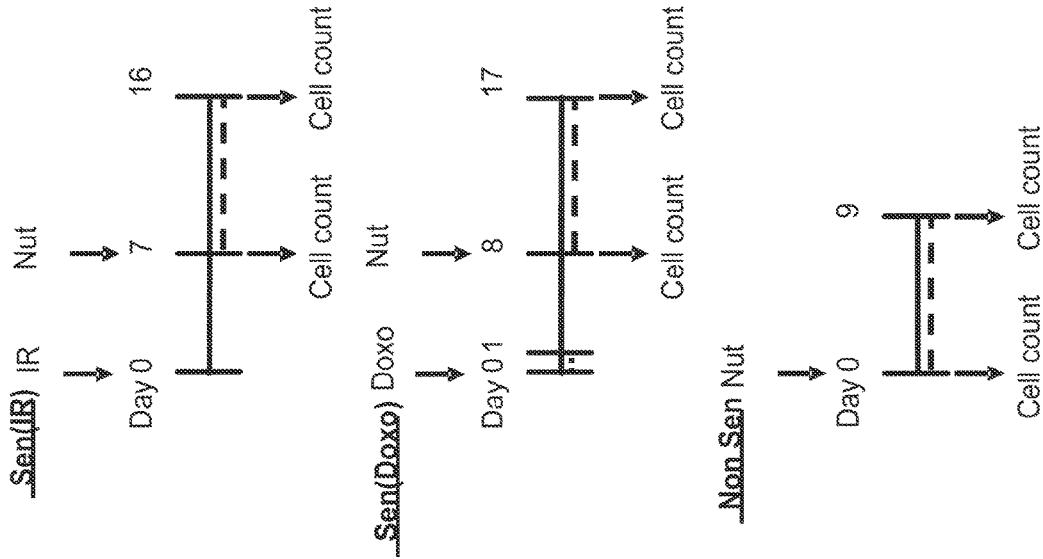 Sen(IR) IR Nut
Day 0 7 16
Cell count Cell count
Sen(Doxo) Doxo Nut
Day 0 1 8 17
Cell count Cell count
Non Sen Nut
Day 0 9
Cell count Cell count